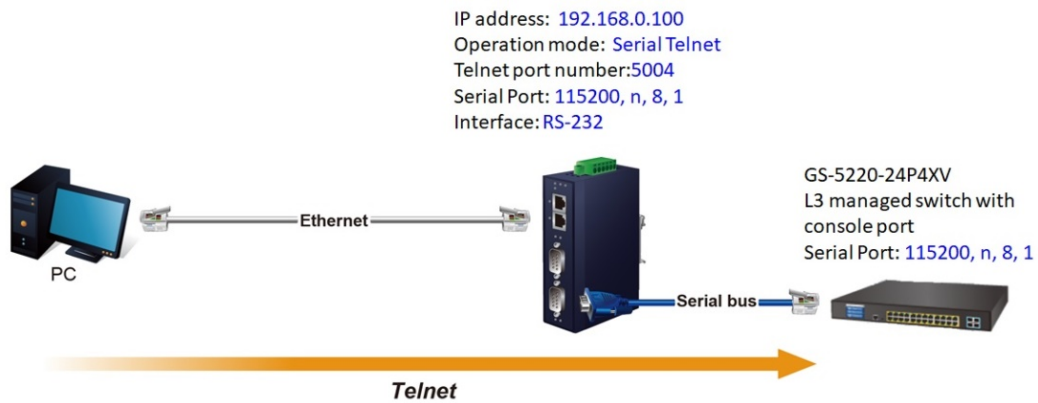 IP address: 192.168.0.100
Operation mode: Serial Telnet
Telnet port number:5004
Serial Port: 115200, n, 8, 1
Interface: RS-232
GS-5220-24P4XV
L3 managed switch with
console port
Serial Port: 115200, n, 8, 1
Ethernet
PC
Serial bus
Telnet